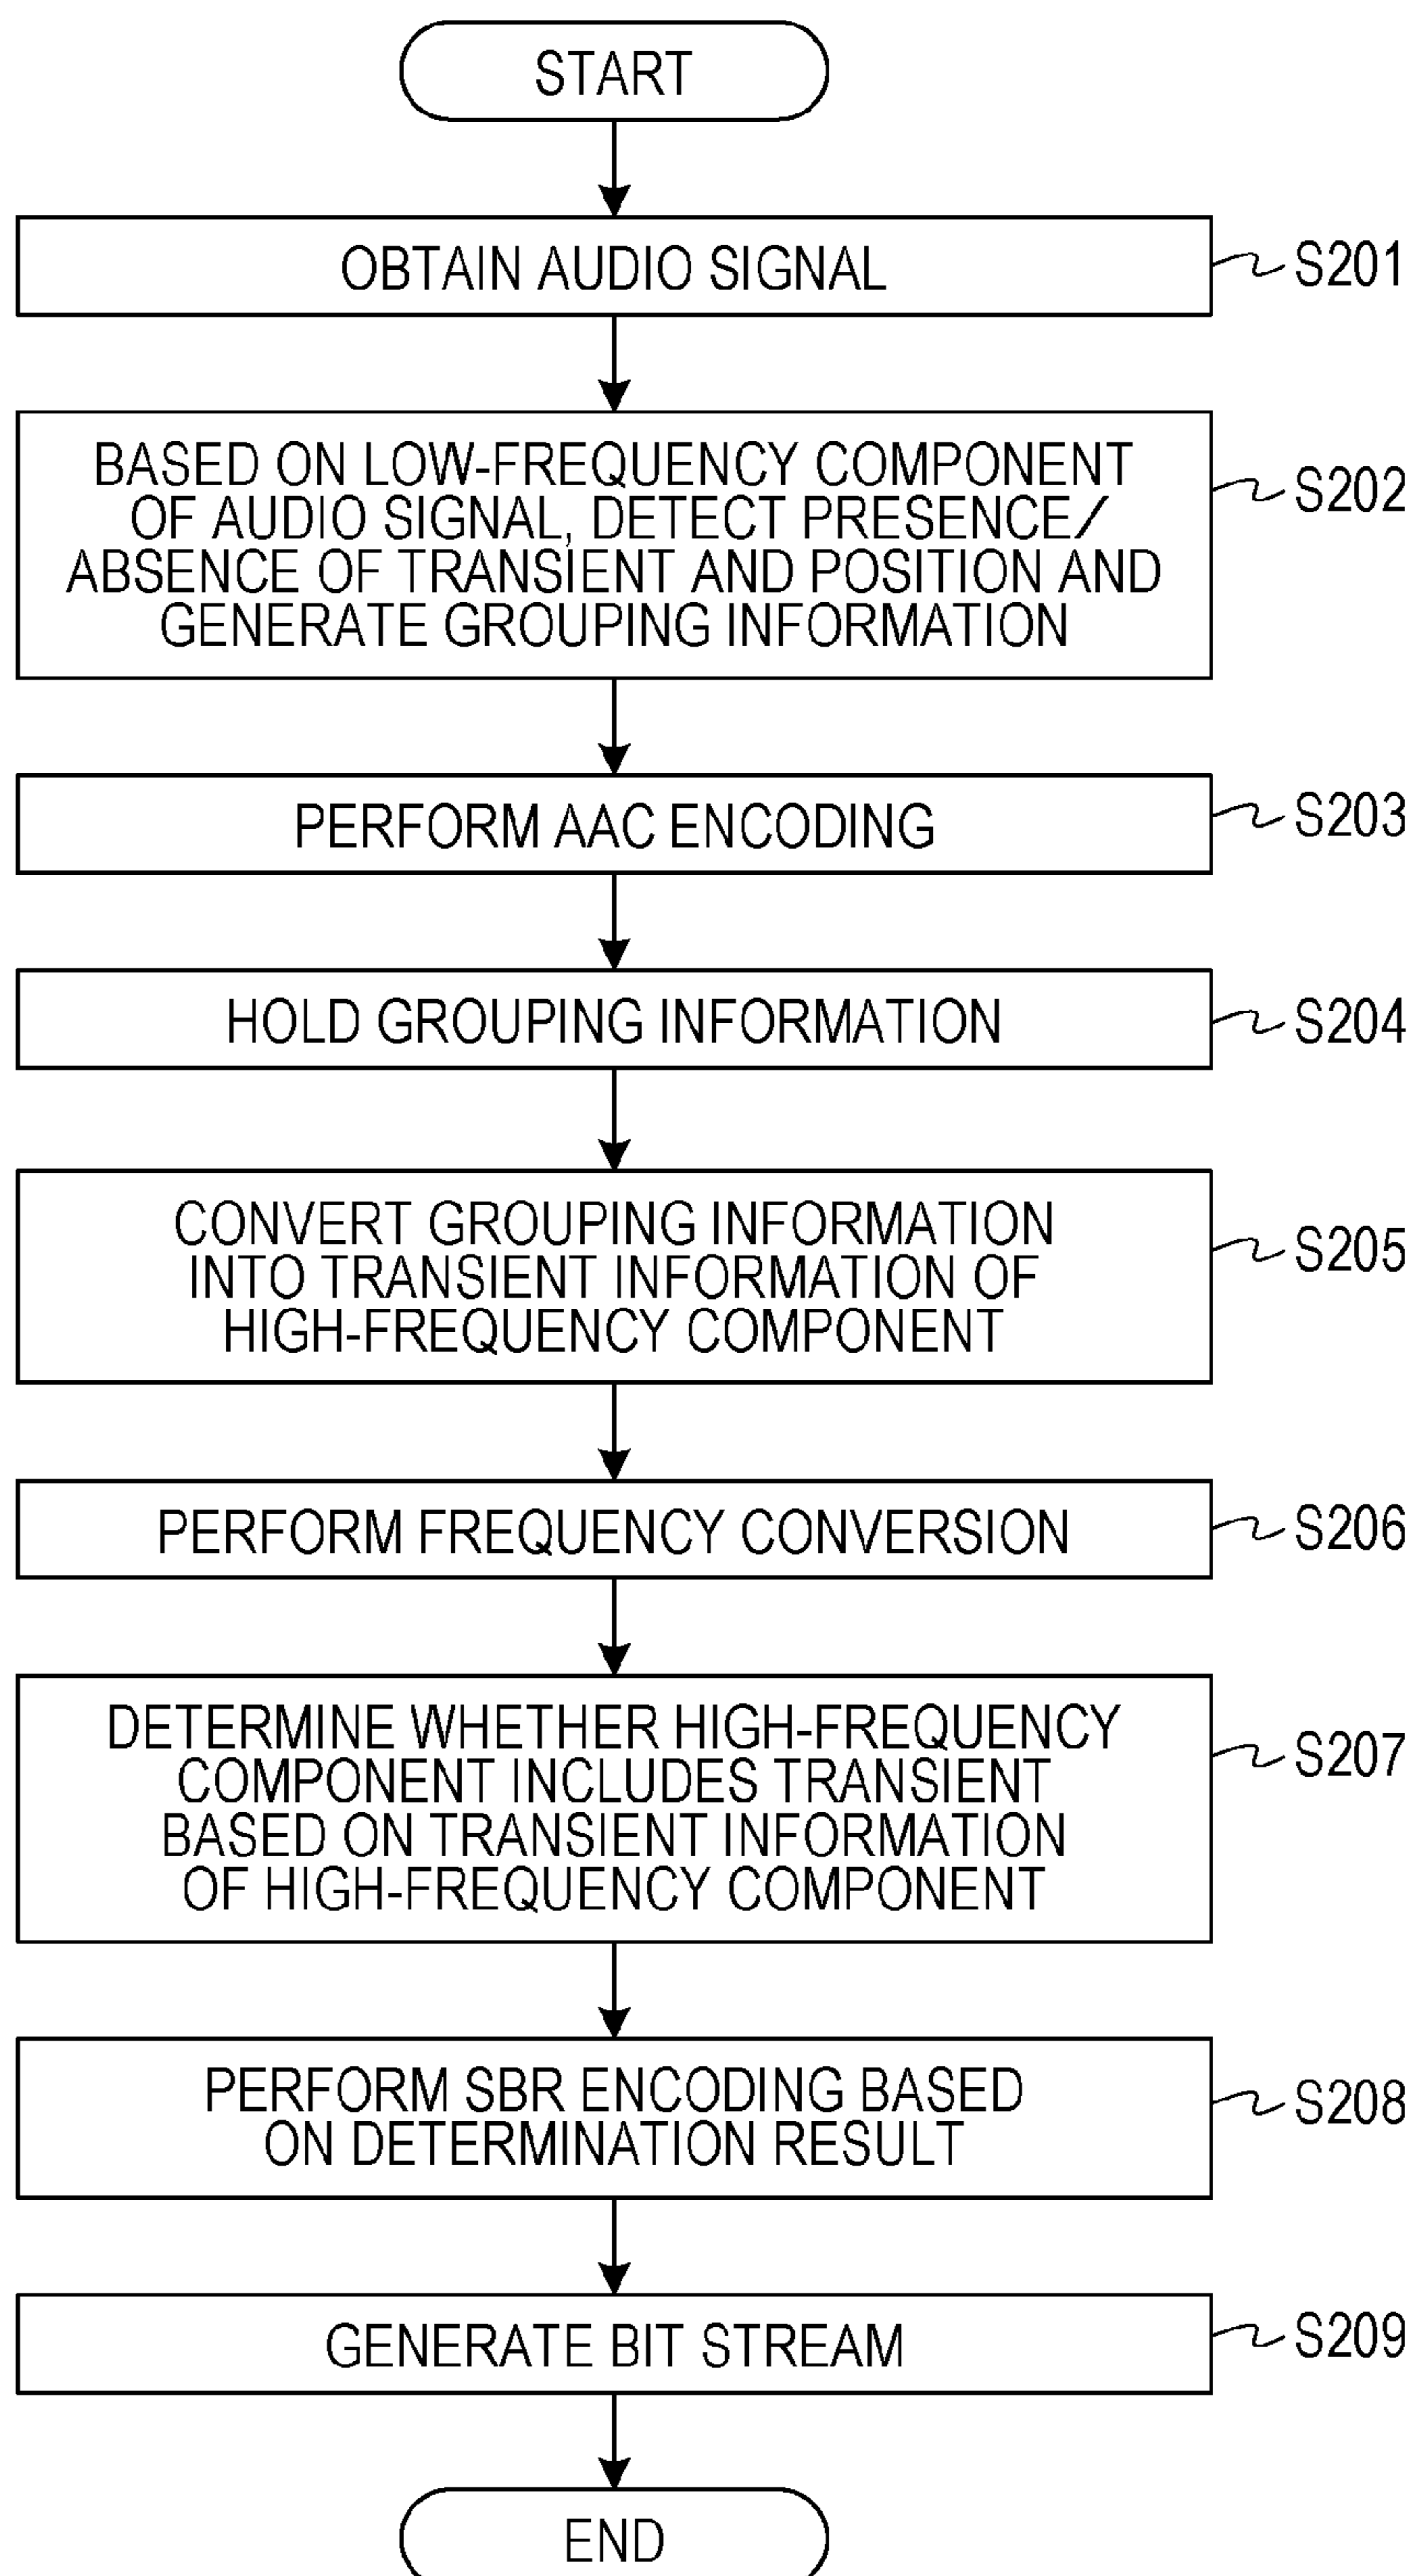 START
OBTAIN AUDIO SIGNAL
S201
BASED ON LOW-FREQUENCY COMPONENT
OF AUDIO SIGNAL, DETECT PRESENCE/
ABSENCE OF TRANSIENT AND POSITION AND
GENERATE GROUPING INFORMATION
S202
PERFORM AAC ENCODING
S203
HOLD GROUPING INFORMATION
S204
CONVERT GROUPING INFORMATION
INTO TRANSIENT INFORMATION OF
HIGH-FREQUENCY COMPONENT
S205
PERFORM FREQUENCY CONVERSION
S206
DETERMINE WHETHER HIGH-FREQUENCY
COMPONENT INCLUDES TRANSIENT
BASED ON TRANSIENT INFORMATION
OF HIGH-FREQUENCY COMPONENT
S207
PERFORM SBR ENCODING BASED
ON DETERMINATION RESULT
S208
GENERATE BIT STREAM
S209
END